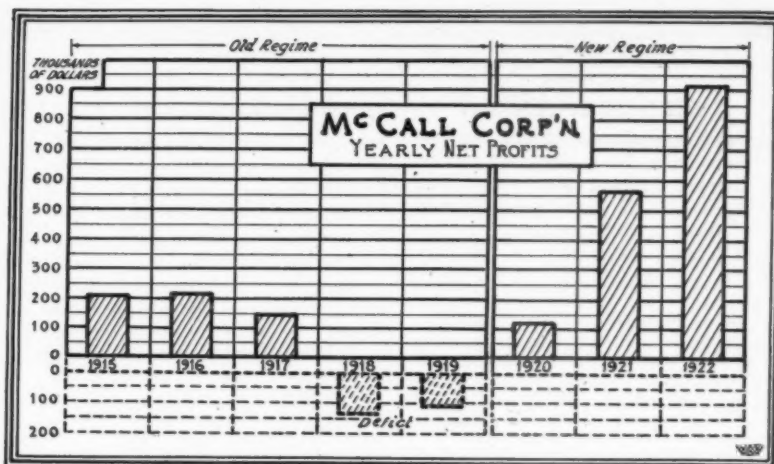 Old Regime New Regime
THOUSANDS
OF DOLLARS
900
800
700
600
500
400
300
200
100
0
McCALL CORP'N
YEARLY NET PROFITS
1915 1916 1917 1918 1919 1920 1921 1922
0
100
200
Deficit